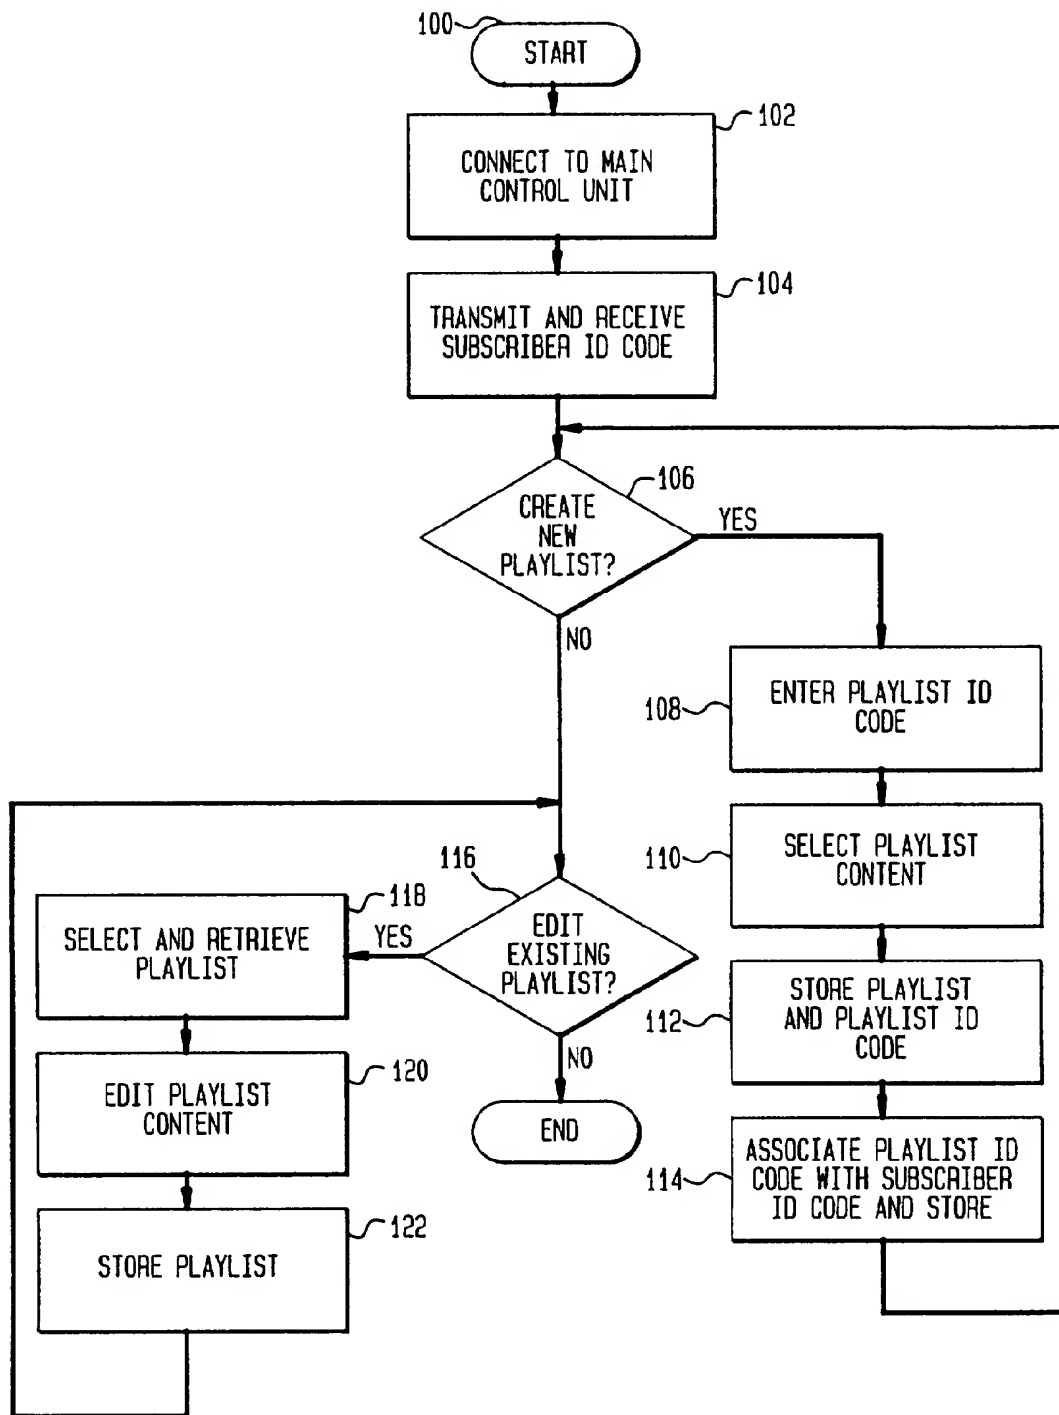 100
START
102
CONNECT TO MAIN
CONTROL UNIT
104
TRANSMIT AND RECEIVE
SUBSCRIBER ID CODE
106
CREATE
NEW
PLAYLIST?
YES
NO
108
ENTER PLAYLIST ID
CODE
110
SELECT PLAYLIST
CONTENT
112
STORE PLAYLIST
AND PLAYLIST ID
CODE
114
ASSOCIATE PLAYLIST ID
CODE WITH SUBSCRIBER
ID CODE AND STORE
116
EDIT
EXISTING
PLAYLIST?
YES
NO
END
118
SELECT AND RETRIEVE
PLAYLIST
120
EDIT PLAYLIST
CONTENT
122
STORE PLAYLIST